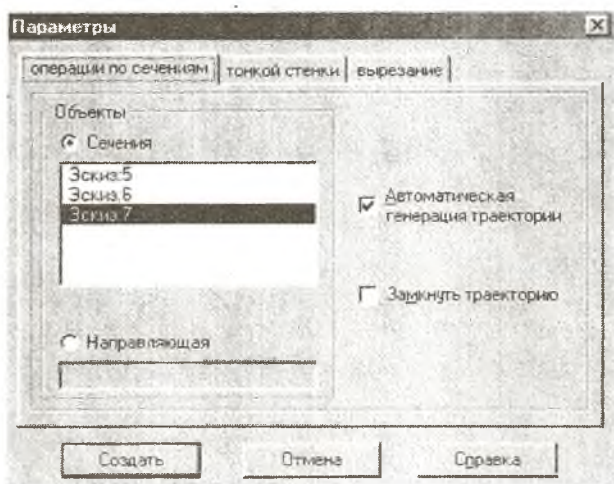 Параметры
операции по сечениям тонкой стенки вырезание
Объекты
Сечения
Эскиз:5
Эскиз:6
Эскиз:7
Автоматическая
генерация траектории
Замкнуть траекторию
Направляющая
Создать Отмена Справка